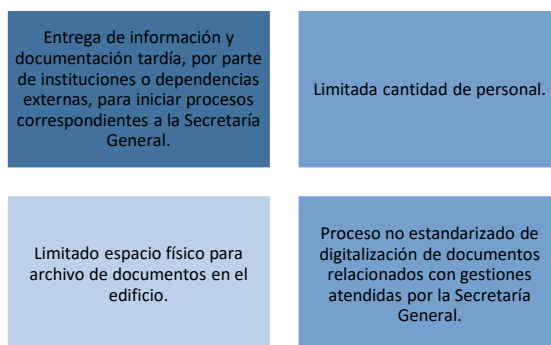 Entrega de información y
documentación tardía, por parte
de instituciones o dependencias
externas, para iniciar procesos
correspondientes a la Secretaría
General.
Limitada cantidad de personal.
Limitado espacio físico para
archivo de documentos en el
edificio.
Proceso no estandarizado de
digitalización de documentos
relacionados con gestiones
atendidas por la Secretaría
General.